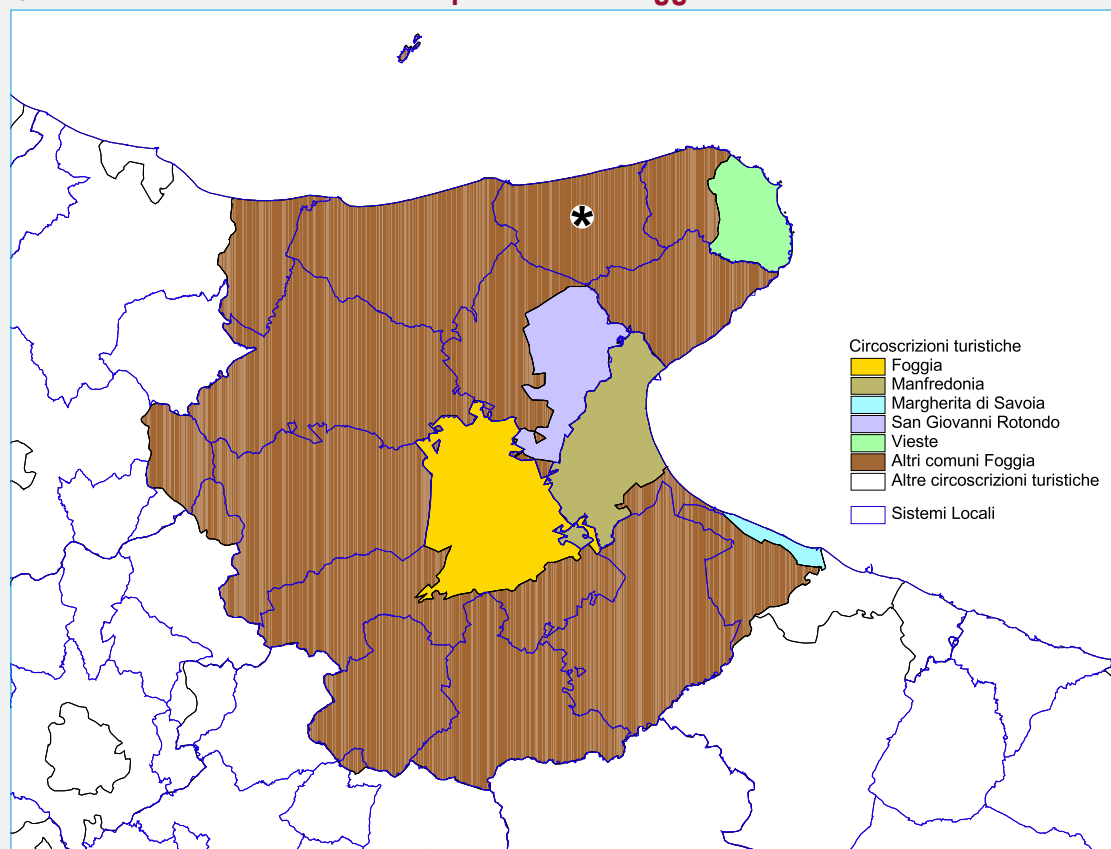 Circoscrizioni turistiche
Foggia
Manfredonia
Margherita di Savoia
San Giovanni Rotondo
Vieste
Altri comuni Foggia
Altre circoscrizioni turistiche
Sistemi Locali
*